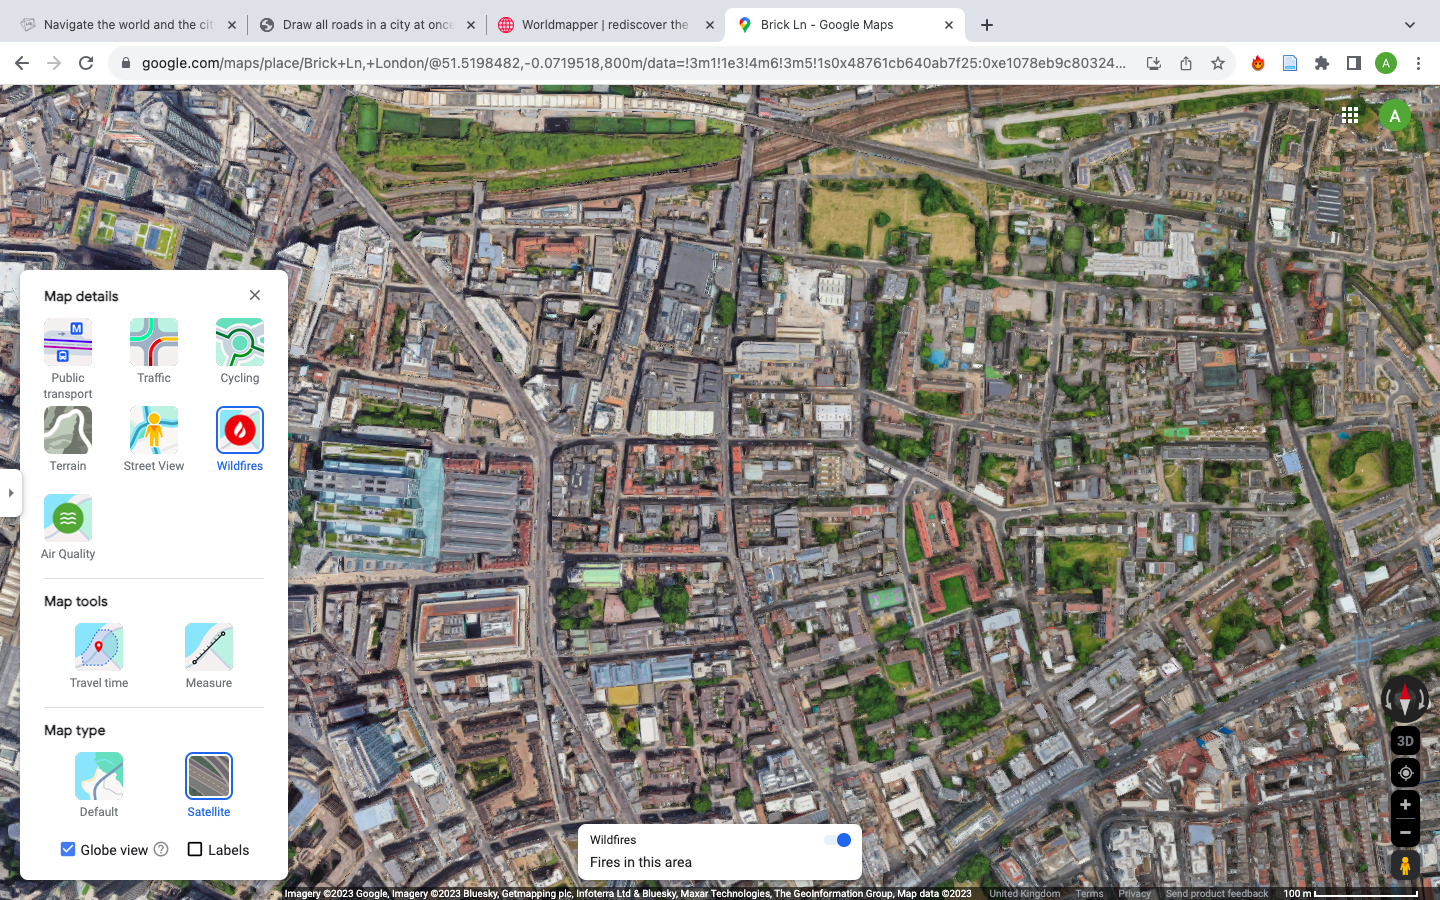 Navigate the world and the cit
Draw all roads in a city at once
Worldmapper | rediscover the
Brick Ln - Google Maps
google.com/maps/place/Brick+Ln,+London/@51.5198482,-0.0719518,800m/data=!3m1!1e3!4m6!3m5!1s0x48761cb640ab7f25:0xe1078eb9c80324...
A
A
Map details
M
Public transport
Traffic
Cycling
Terrain
Street View
Wildfires
Air Quality
Map tools
Travel time
Measure
Map type
Default
Satellite
Globe view
Labels
3D
Wildfires
Fires in this area
Imagery ©2023 Google, Imagery ©2023 Bluesky, Getmapping plc, Infoterra Ltd & Bluesky, Maxar Technologies, The GeoInformation Group, Map data ©2023 United Kingdom Terms Privacy Send product feedback 100 m